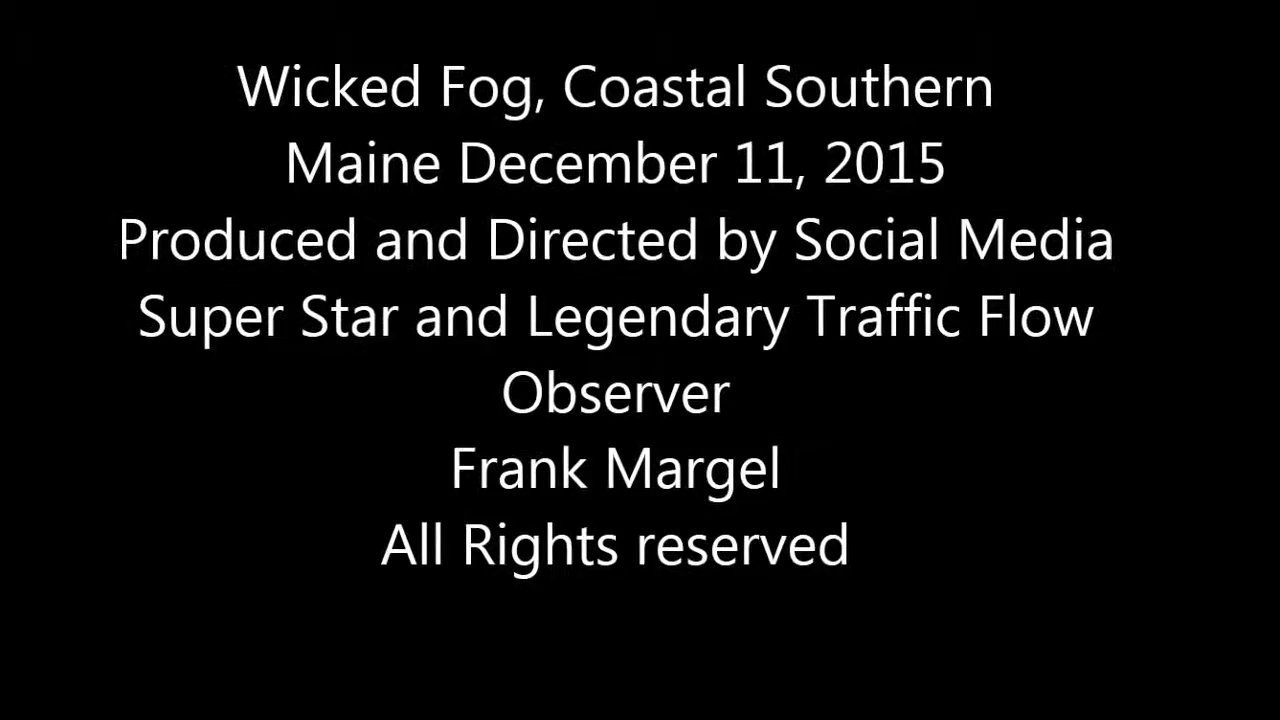 Wicked Fog, Coastal Southern
Maine December 11, 2015
Produced and Directed by Social Media
Super Star and Legendary Traffic Flow
Observer
Frank Margel
All Rights reserved